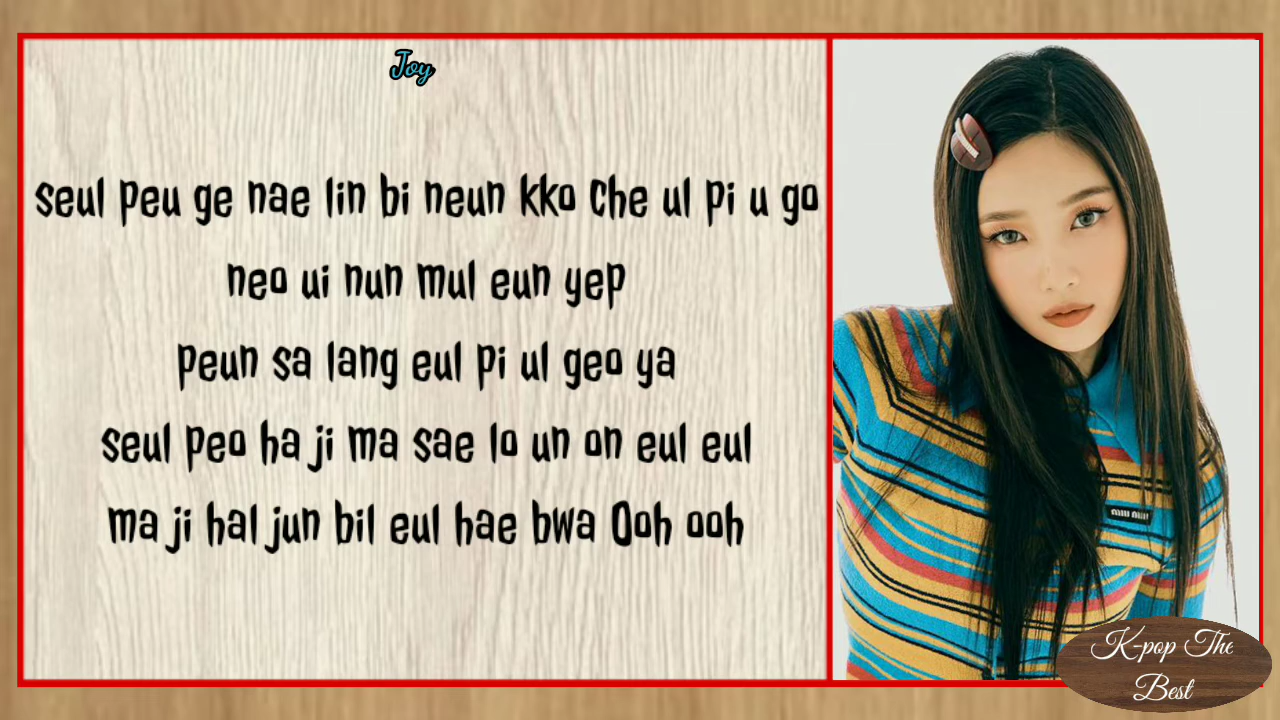 Joy
seul peu ge nae lin bi neun kko che ul pi u go
neo ui nun mul eun yep
peun sa lang eul pi ul geo ya
seul peo ha ji ma sae lo un on eul eul
ma ji hal jun bil eul hae bwa Ooh ooh
miu miu
K-pop The
Best